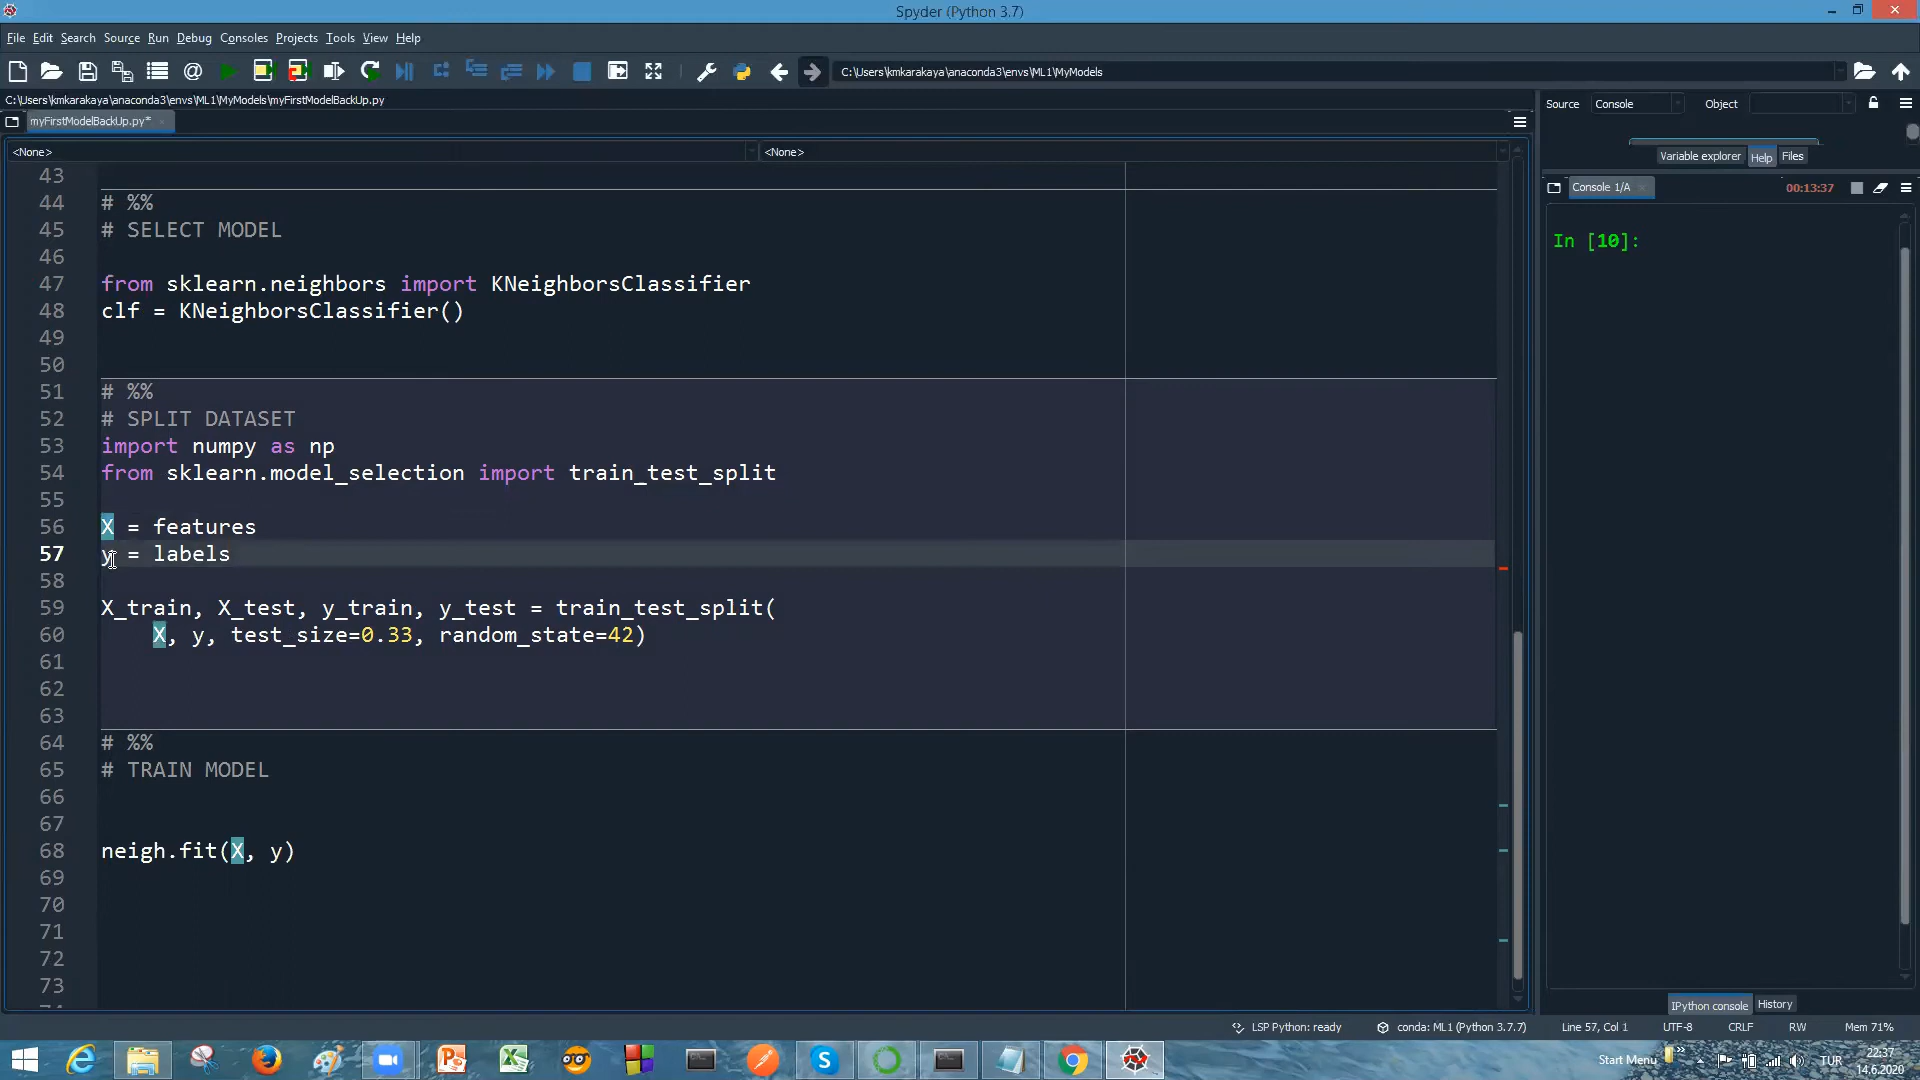 Spyder (Python 3.7)
File Edit Search Source Run Debug Consoles Projects Tools View Help
C:\Users\kmkarakaya\anaconda3\envs\ML1\MyModels
C:\Users\kmkarakaya\anaconda3\envs\ML1\MyModels\myFirstModelBackUp.py
Source Console Object
myFirstModelBackUp.py*
<None> <None>
Variable explorer Help Files
Console 1/A 00:13:37
In [10]:
43
44 # %%
45 # SELECT MODEL
46
47 from sklearn.neighbors import KNeighborsClassifier
48 clf = KNeighborsClassifier()
49
50
51 # %%
52 # SPLIT DATASET
53 import numpy as np
54 from sklearn.model_selection import train_test_split
55
56 X = features
57 y = labels
58
59 X_train, X_test, y_train, y_test = train_test_split(
60 X, y, test_size=0.33, random_state=42)
61
62
63
64 # %%
65 # TRAIN MODEL
66
67
68 neigh.fit(X, y)
69
70
71
72
73
IPython console History
LSP Python: ready conda: ML1 (Python 3.7.7) Line 57, Col 1 UTF-8 CRLF RW Mem 71%
Start Menu TUR 22:37
14.6.2020